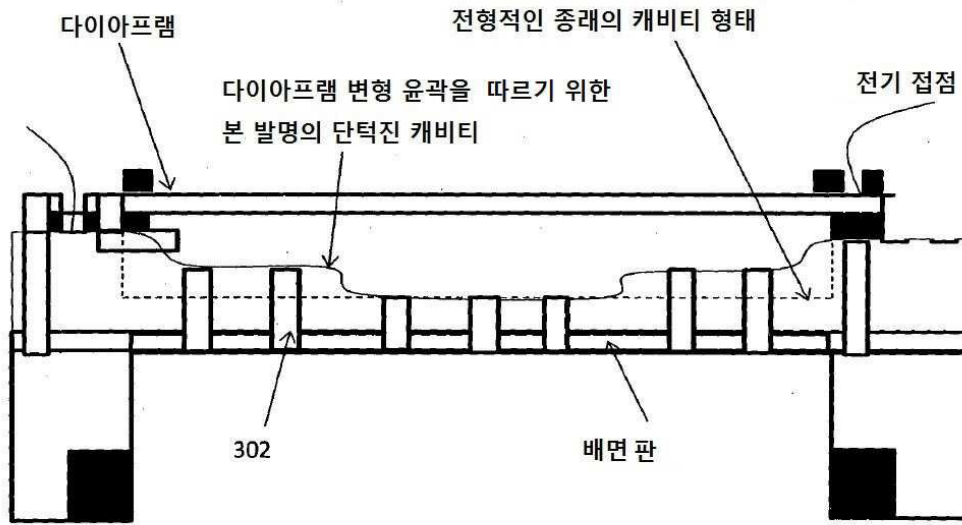 다이아프램
전형적인 종래의 캐비티 형태
다이아프램 변형 윤곽을 따르기 위한
본 발명의 단턱진 캐비티
전기 접점
302
배면 판